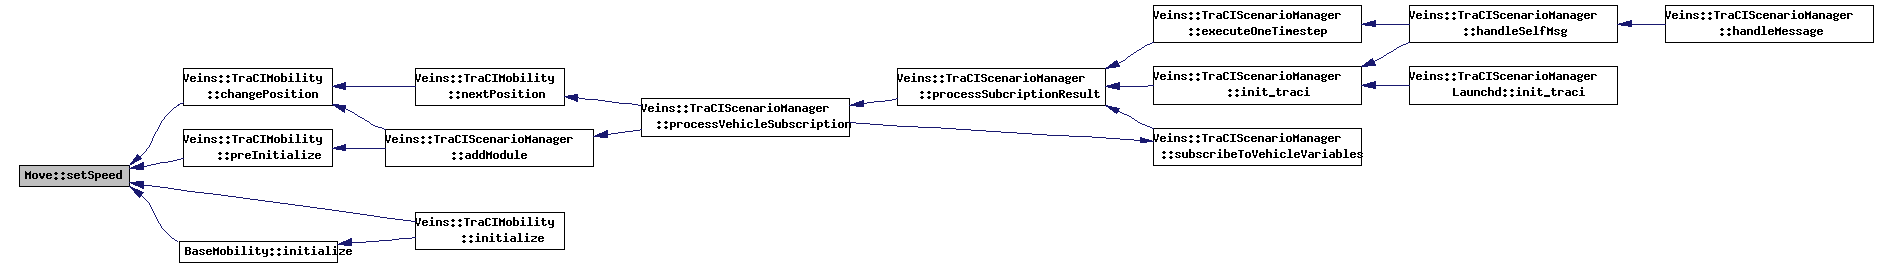 Move::setSpeed
Veins::TraCIMobility
::changePosition
Veins::TraCIMobility
::preInitialize
BaseMobility::initialize
Veins::TraCIMobility
::nextPosition
Veins::TraCIScenarioManager
::addModule
Veins::TraCIMobility
::initialize
Veins::TraCIScenarioManager
::processVehicleSubscription
Veins::TraCIScenarioManager
::processSubcriptionResult
Veins::TraCIScenarioManager
::executeOneTimestep
Veins::TraCIScenarioManager
::init_traci
Veins::TraCIScenarioManager
::subscribeToVehicleVariables
Veins::TraCIScenarioManager
::handleSelfMsg
Veins::TraCIScenarioManager
Launchd::init_traci
Veins::TraCIScenarioManager
::handleMessage